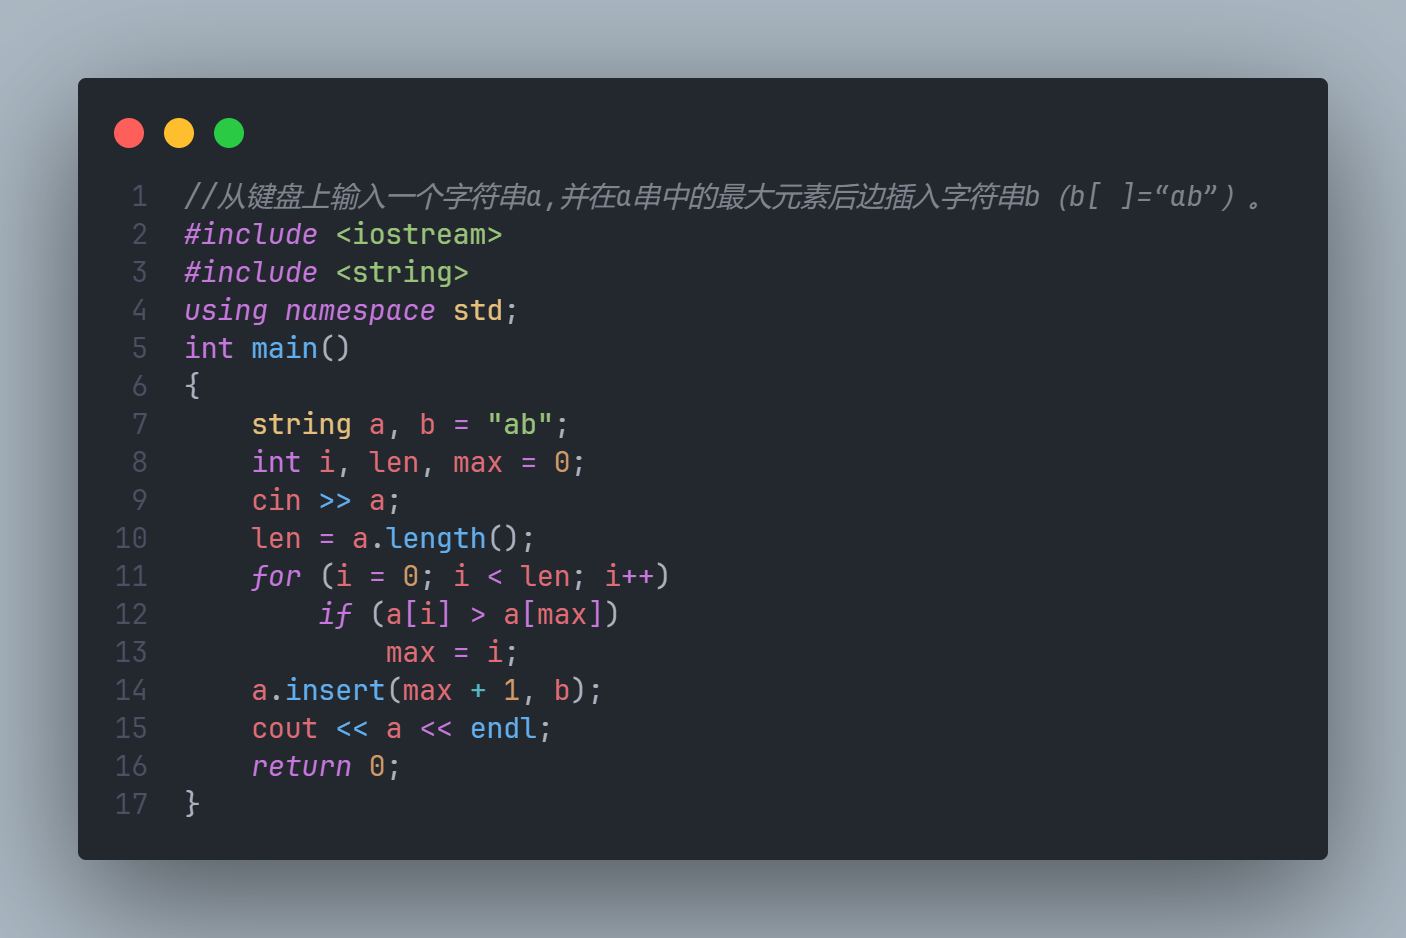 1 //从键盘上输入一个字符串a,并在a串中的最大元素后边插入字符串b（b[ ]=“ab”）。
2 #include <iostream>
3 #include <string>
4 using namespace std;
5 int main()
6 {
7     string a, b = "ab";
8     int i, len, max = 0;
9     cin >> a;
10     len = a.length();
11     for (i = 0; i < len; i++)
12         if (a[i] > a[max])
13             max = i;
14     a.insert(max + 1, b);
15     cout << a << endl;
16     return 0;
17 }